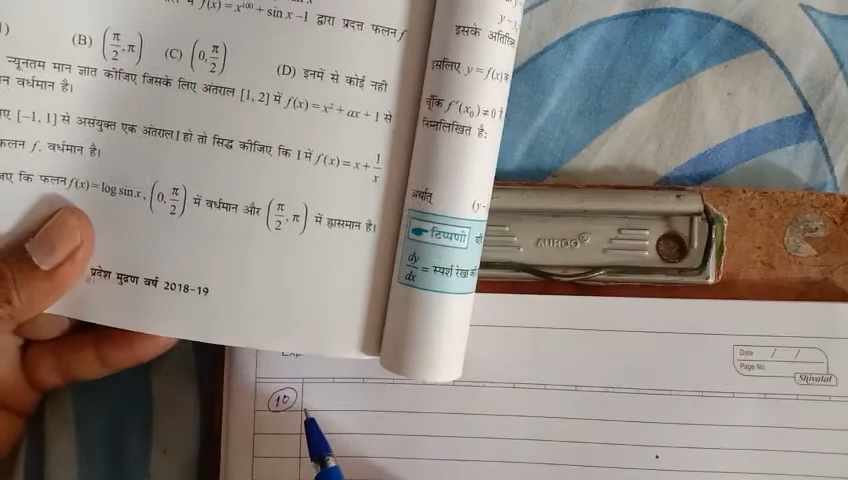 f(x) = x¹⁰⁰ + sin x −1 द्वारा प्रदत्त फलन f
(B) (π/2, π) (C) (0, π/2) (D) इनमें से कोई नहीं
न्यूनतम मान ज्ञात कीजिए जिसके लिए अंतराल [1, 2] में f(x) = x² + ax + 1 से
वर्धमान है।
[−1, 1] से असंयुक्त एक अंतराल I हो तो सिद्ध कीजिए कि I में f(x) = x + 1/x
f, वर्धमान है।
कि फलन f(x) = log sin x, (0, π/2) में वर्धमान और (π/2, π) में ह्रासमान है।
प्रदेश मुद्रण वर्ष 2018-19
इसके
इसलिए y = f(x)
चूँकि f′(x₀) ≠ 0
निम्नलिखित है:
अर्थात् (y −
टिप्पणी
dy/dx = स्पर्श रेखा
AUROO®
Date / /
Page No.
Shivalal
10